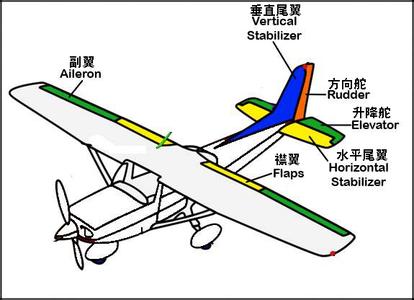 垂直尾翼
Vertical
Stabilizer
副翼
Aileron
方向舵
Rudder
升降舵
Elevator
襟翼
Flaps
水平尾翼
Horizontal
Stabilizer